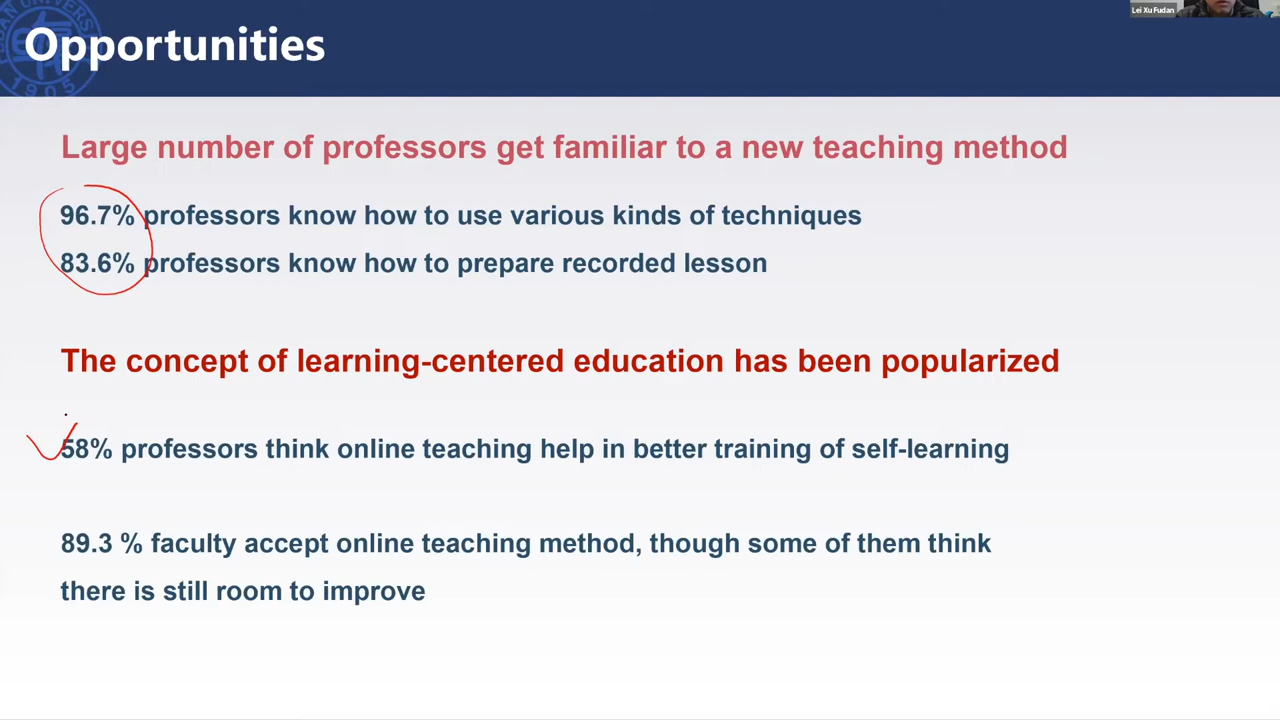 Lei Xu Fudan
Opportunities
1905
Large number of professors get familiar to a new teaching method
96.7% professors know how to use various kinds of techniques
83.6% professors know how to prepare recorded lesson
The concept of learning-centered education has been popularized
58% professors think online teaching help in better training of self-learning
89.3 % faculty accept online teaching method, though some of them think
there is still room to improve